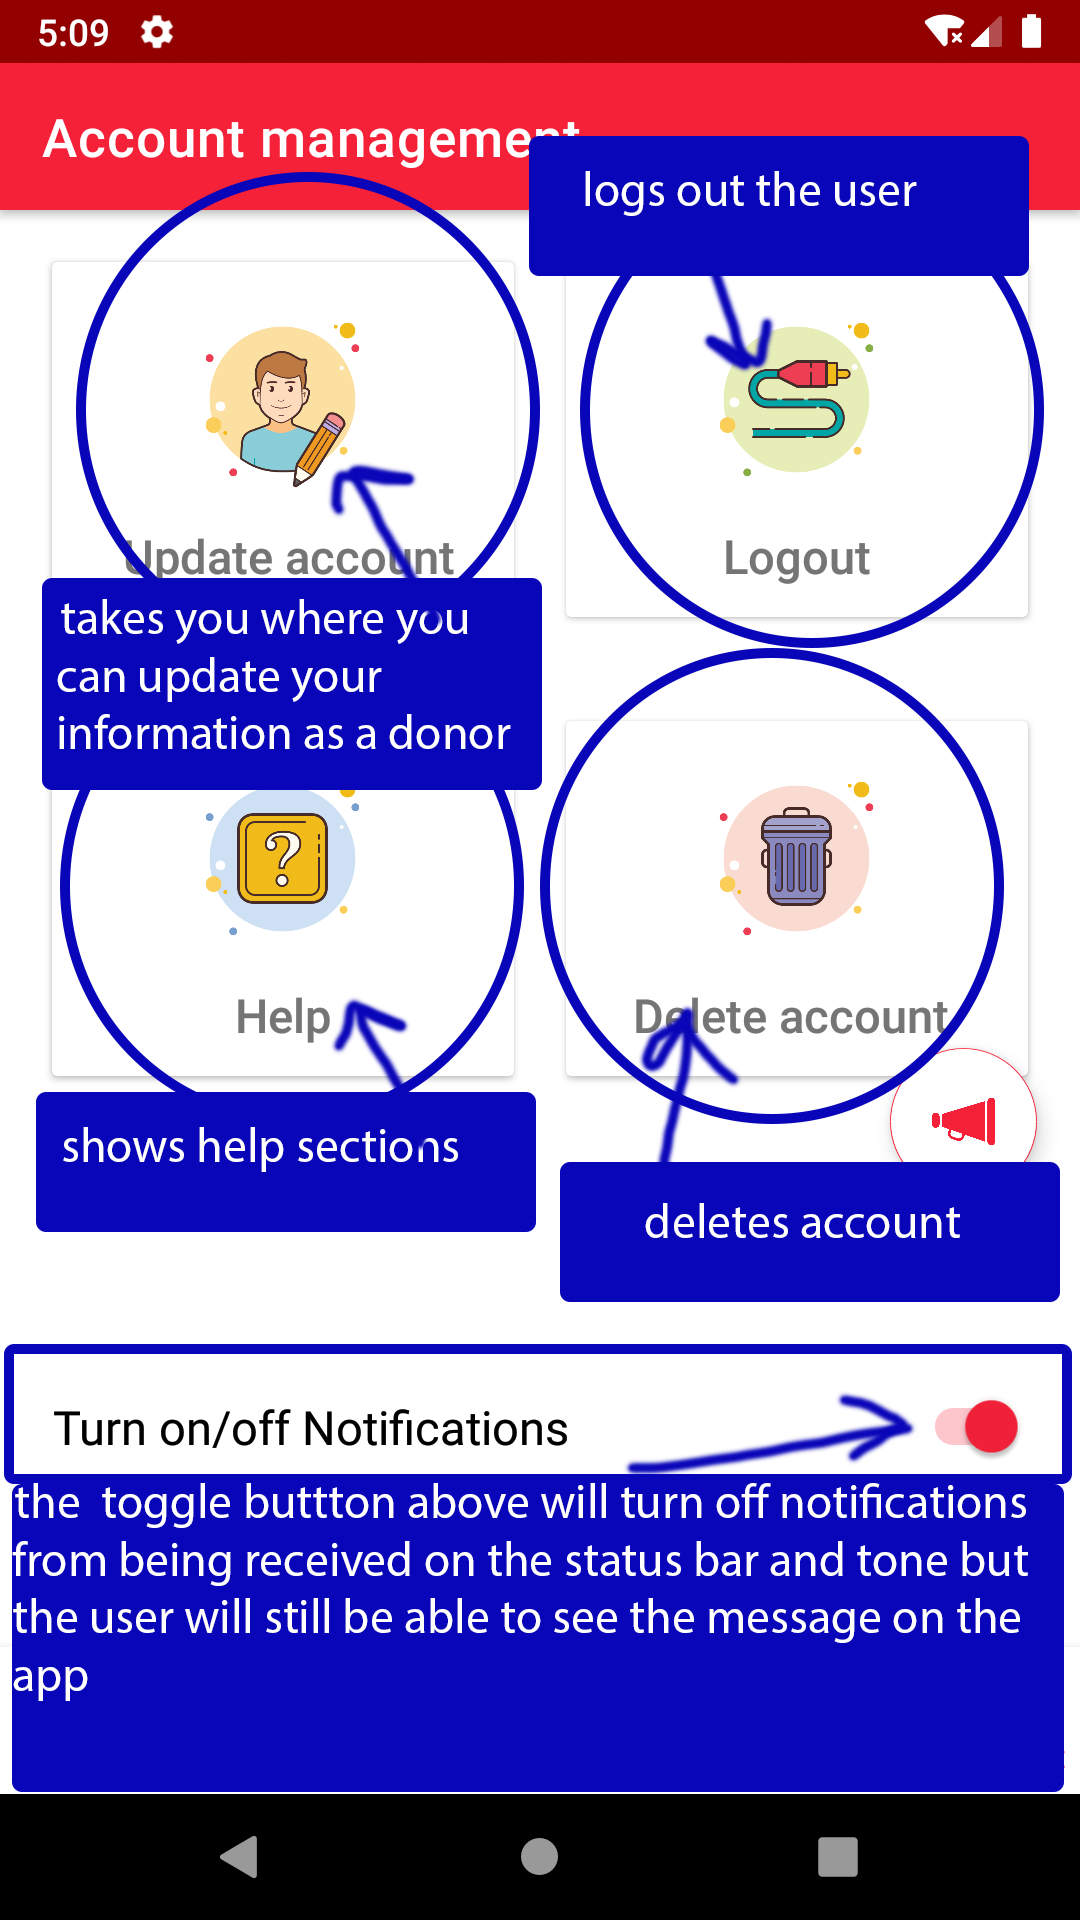 5:09
Account management
logs out the user
Update account
Logout
takes you where you
can update your
information as a donor
Help
Delete account
shows help sections
deletes account
Turn on/off Notifications
the toggle buttton above will turn off notifications
from being received on the status bar and tone but
the user will still be able to see the message on the
app